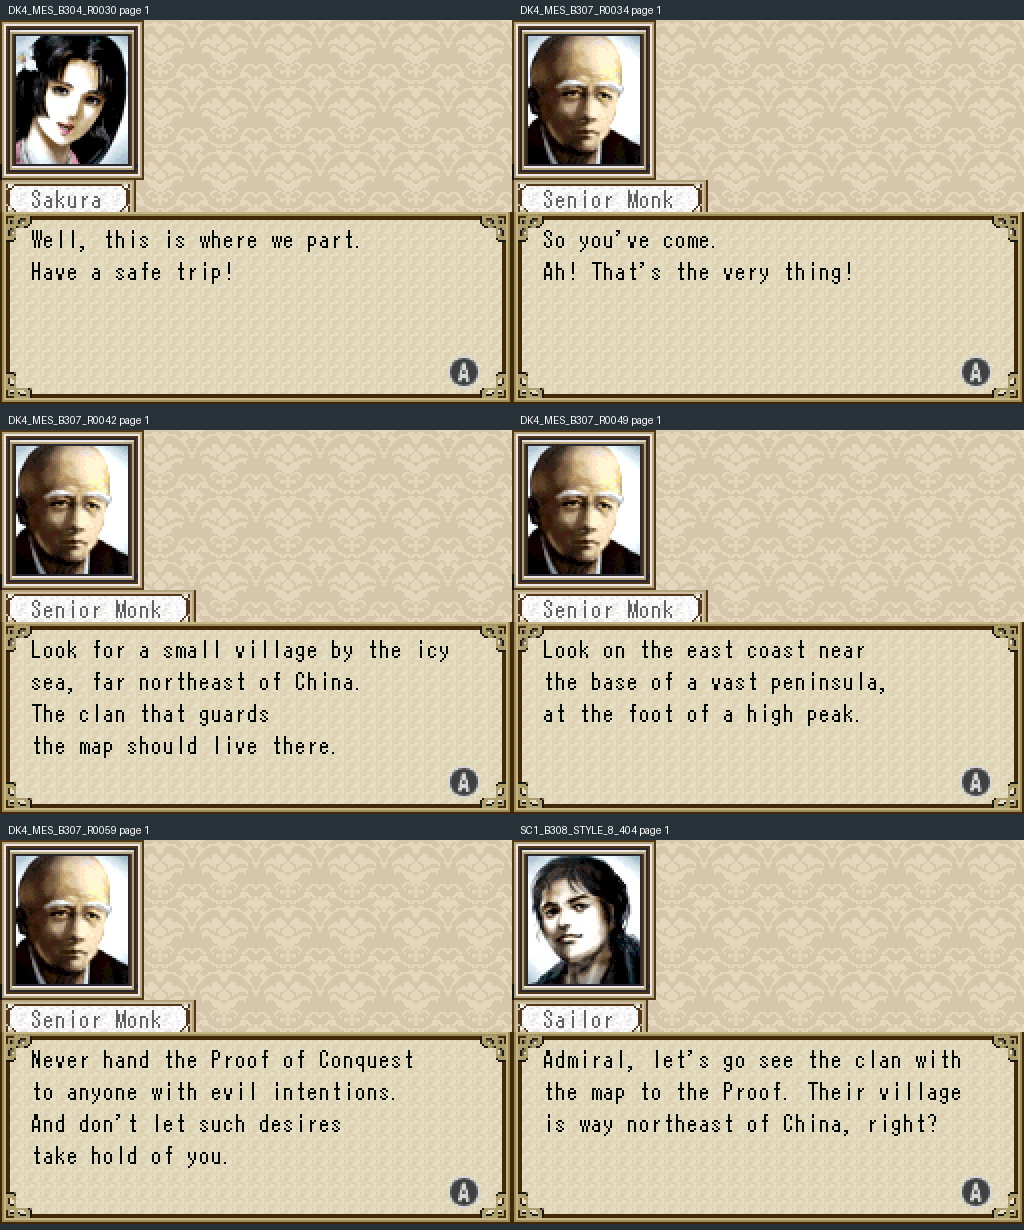 DK4_MES_B304_R0030 page 1
Sakura
Well, this is where we part.
Have a safe trip!
A
DK4_MES_B307_R0034 page 1
Senior Monk
So you've come.
Ah! That's the very thing!
A
DK4_MES_B307_R0042 page 1
Senior Monk
Look for a small village by the icy
sea, far northeast of China.
The clan that guards
the map should live there.
A
DK4_MES_B307_R0049 page 1
Senior Monk
Look on the east coast near
the base of a vast peninsula,
at the foot of a high peak.
A
DK4_MES_B307_R0059 page 1
Senior Monk
Never hand the Proof of Conquest
to anyone with evil intentions.
And don't let such desires
take hold of you.
A
SC1_B308_STYLE_8_404 page 1
Sailor
Admiral, let's go see the clan with
the map to the Proof. Their village
is way northeast of China, right?
A